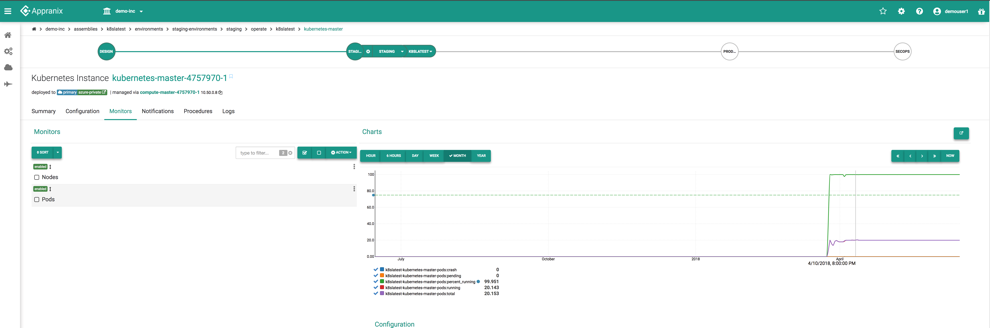 Appranix
demo-inc
demouser1
demo-inc > assemblies > k8slatest > environments > staging-environments > staging > operate > k8slatest > kubernetes-master
DESIGN
STAG... STAGING K8SLATEST
PROD...
SECOPS
Kubernetes Instance kubernetes-master-4757970-1
deployed to primary azure-private | managed via compute-master-4757970-1 10.50.0.8
Summary Configuration Monitors Notifications Procedures Logs
Monitors
SORT
type to filter...
2
ACTION
enabled
Nodes
enabled
Pods
Charts
HOUR 6 HOURS DAY WEEK MONTH YEAR
NOW
100
80.0
60.0
40.0
20.0
0.00
July October 2018 April
4/10/2018, 8:00:00 PM
k8slatest-kubernetes-master-pods:crash 0
k8slatest-kubernetes-master-pods:pending 0
k8slatest-kubernetes-master-pods:percent_running 99.951
k8slatest-kubernetes-master-pods:running 20.143
k8slatest-kubernetes-master-pods:total 20.153
Configuration